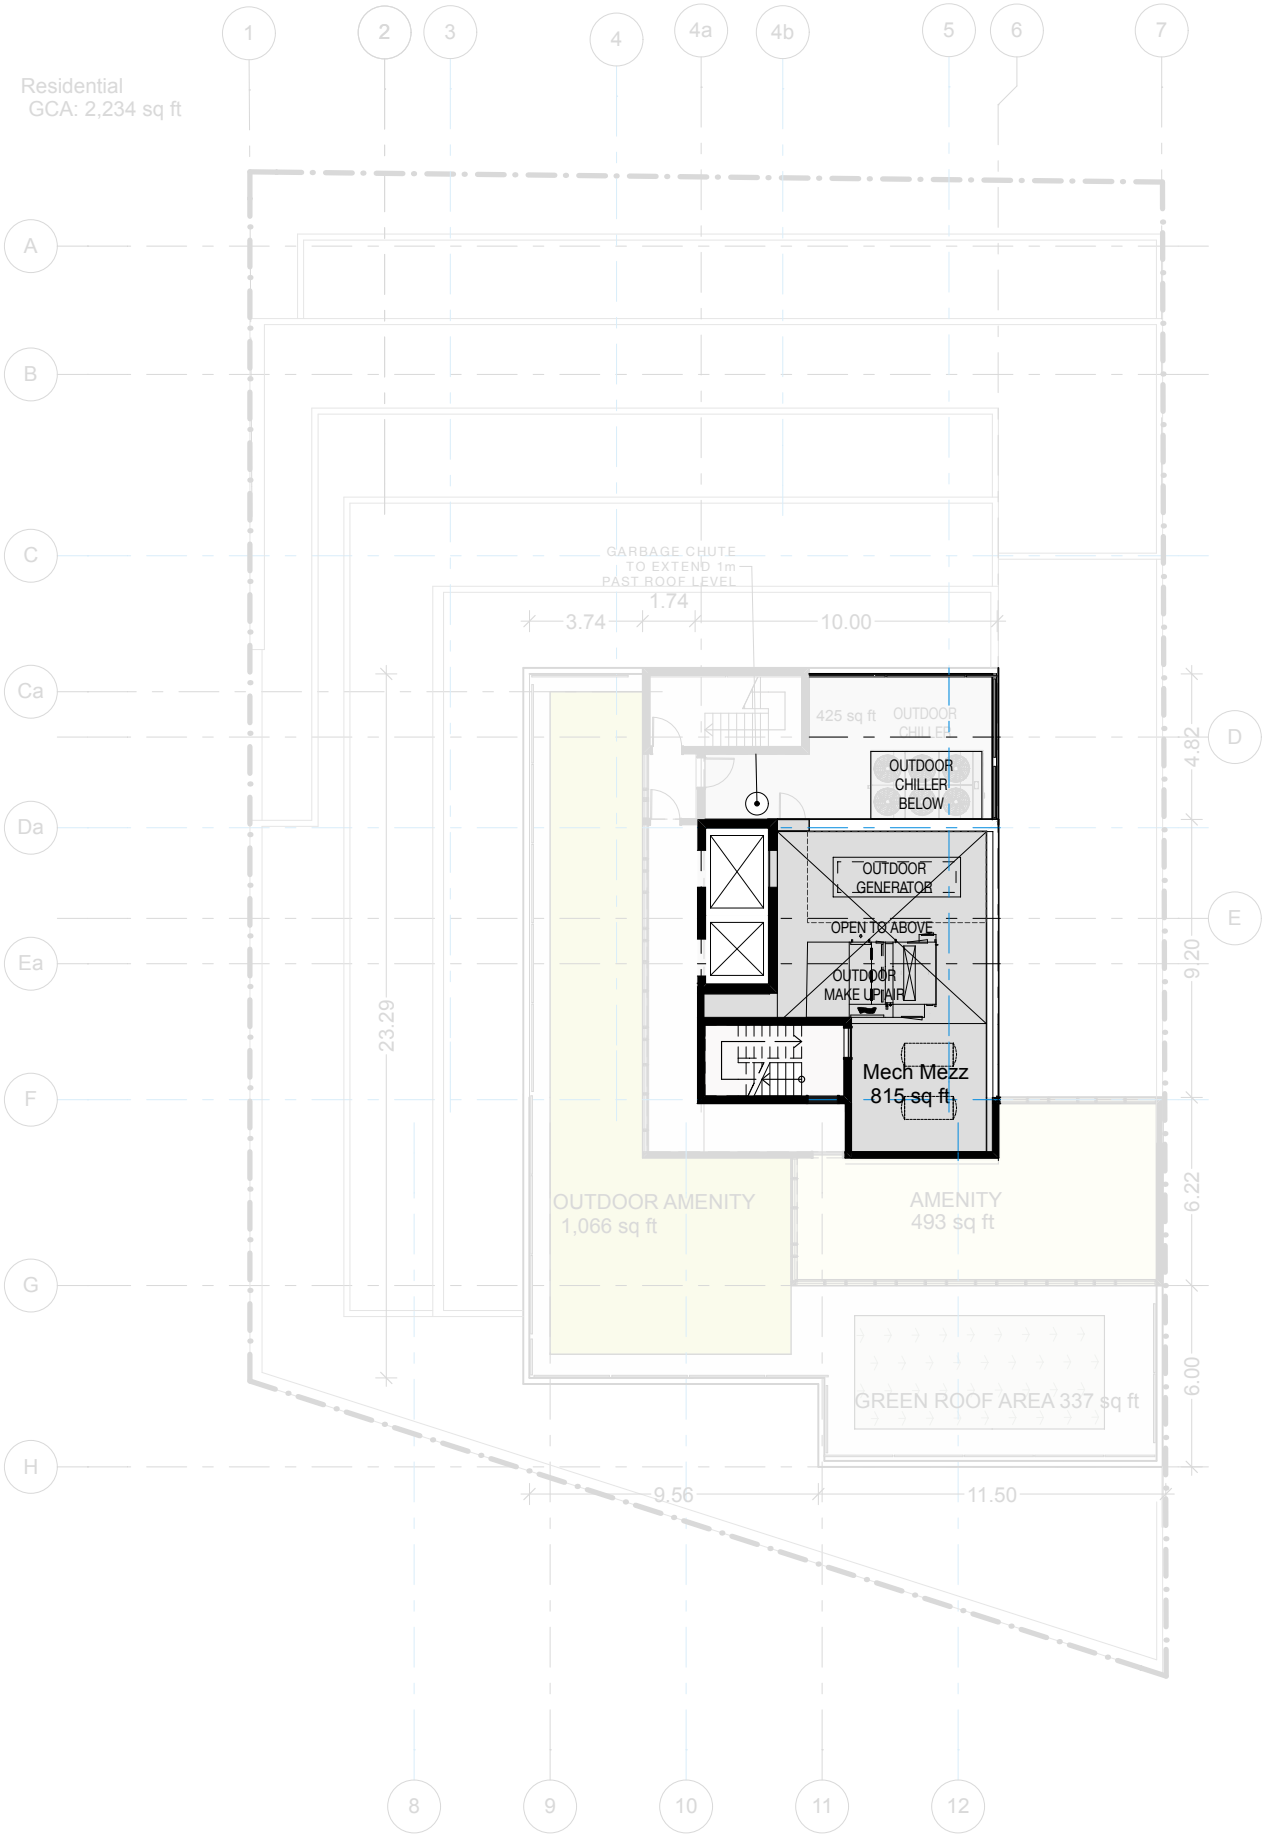 1
2
3
4
4a
4b
5
6
7
Residential
GCA: 2,234 sq ft
A
B
C
GARBAGE CHUTE
TO EXTEND 1m
PAST ROOF LEVEL
1.74
3.74
10.00
Ca
425 sq ft
OUTDOOR
CHILLER
D
4.82
OUTDOOR
CHILLER
BELOW
Da
OUTDOOR
GENERATOR
E
OPEN TO ABOVE
Ea
9.20
OUTDOOR
MAKE UP AIR
23.29
Mech Mezz
815 sq ft
F
OUTDOOR AMENITY
1,066 sq ft
AMENITY
493 sq ft
6.22
G
6.00
GREEN ROOF AREA 337 sq ft
H
9.56
11.50
8
9
10
11
12